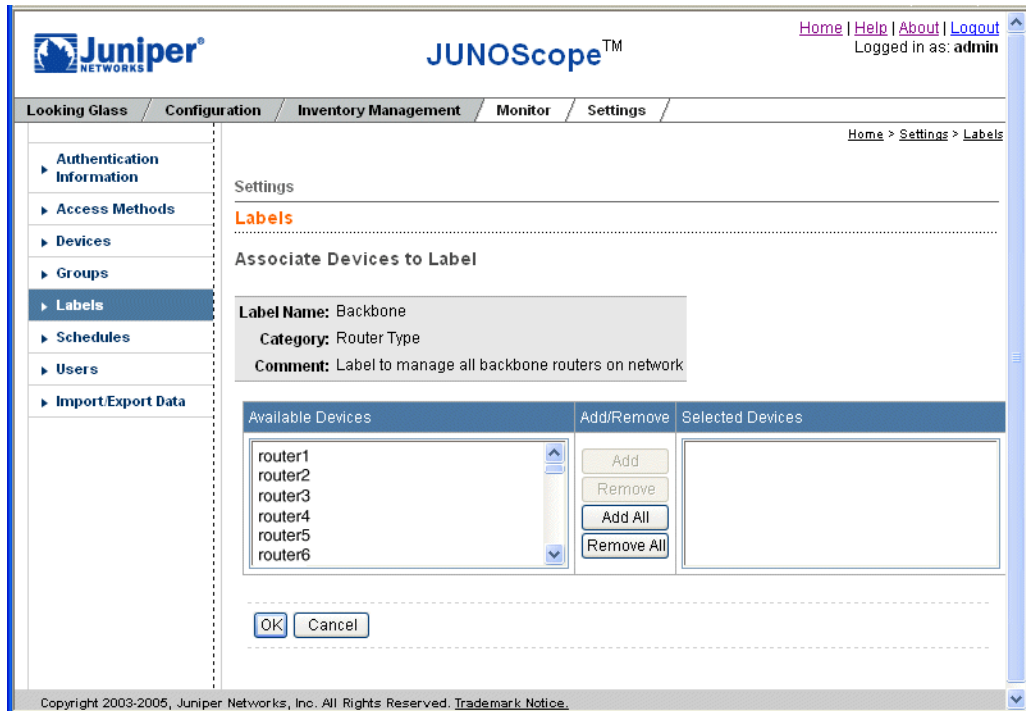 Juniper®
NETWORKS
JUNOScope™
Home | Help | About | Logout
Logged in as: admin
Looking Glass / Configuration / Inventory Management / Monitor / Settings /
Home > Settings > Labels
Authentication
Information
Access Methods
Devices
Groups
Labels
Schedules
Users
Import/Export Data
Settings
Labels
Associate Devices to Label
Label Name: Backbone
Category: Router Type
Comment: Label to manage all backbone routers on network
Available Devices Add/Remove Selected Devices
router1
router2
router3
router4
router5
router6
Add
Remove
Add All
Remove All
OK Cancel
Copyright 2003-2005, Juniper Networks, Inc. All Rights Reserved. Trademark Notice.